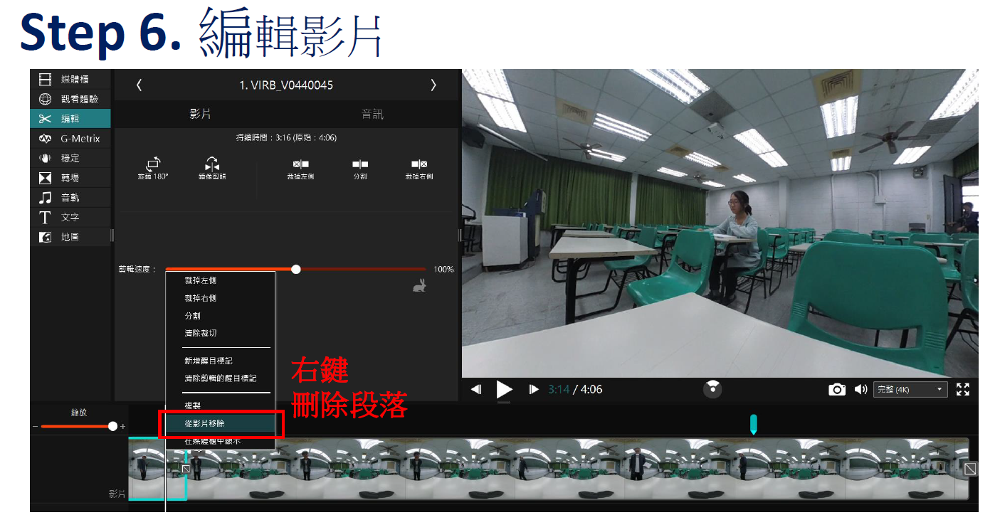 Step 6. 編輯影片
媒體櫃
觀看體驗
編輯
G-Metrix
穩定
轉場
音軌
文字
地圖
1. VIRB_V0440045
影片
音訊
持續時間：3:16 (原始：4:06)
旋轉 180°
鏡像剪輯
裁掉左側
分割
裁掉右側
剪輯速度：
100%
裁掉左側
裁掉右側
分割
清除裁切
新增醒目標記
清除剪輯的醒目標記
複製
從影片移除
在媒體櫃中顯示
右鍵
刪除段落
3:14 / 4:06
完整 (4K)
縮放
− +
影片